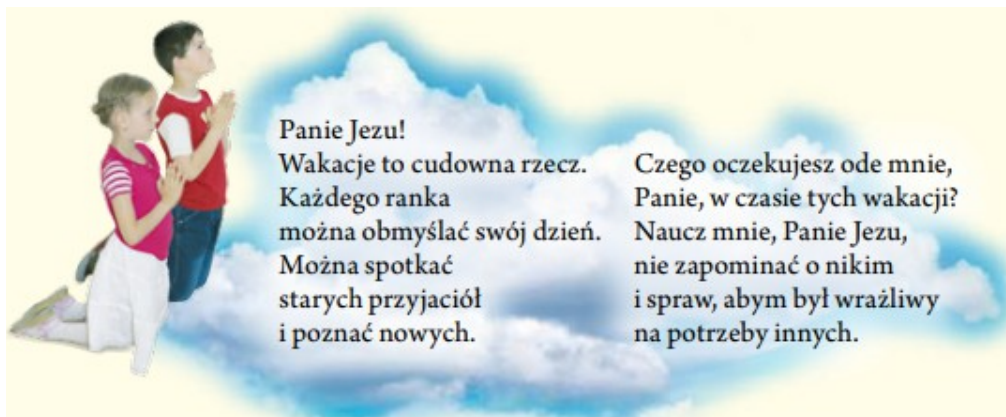 Panie Jezu!
Wakacje to cudowna rzecz.
Każdego ranka
można obmyślać swój dzień.
Można spotkać
starych przyjaciół
i poznać nowych.
Czego oczekujesz ode mnie,
Panie, w czasie tych wakacji?
Naucz mnie, Panie Jezu,
nie zapominać o nikim
i spraw, abym był wrażliwy
na potrzeby innych.